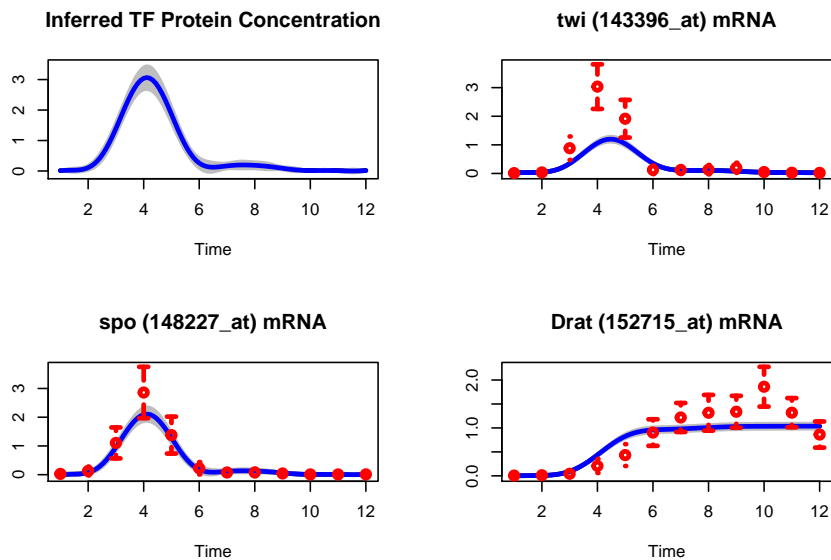 Inferred TF Protein Concentration
3
2
1
0
2 4 6 8 10 12
Time
twi (143396_at) mRNA
3
2
1
0
2 4 6 8 10 12
Time
spo (148227_at) mRNA
3
2
1
0
2 4 6 8 10 12
Time
Drat (152715_at) mRNA
2.0
1.0
0.0
2 4 6 8 10 12
Time